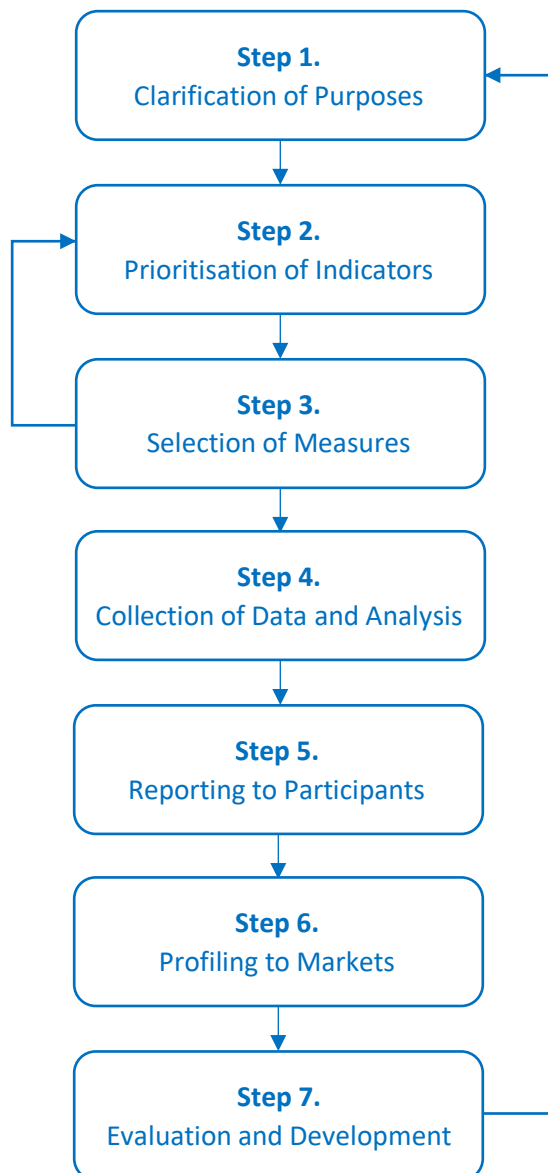 Step 1.
Clarification of Purposes
Step 2.
Prioritisation of Indicators
Step 3.
Selection of Measures
Step 4.
Collection of Data and Analysis
Step 5.
Reporting to Participants
Step 6.
Profiling to Markets
Step 7.
Evaluation and Development